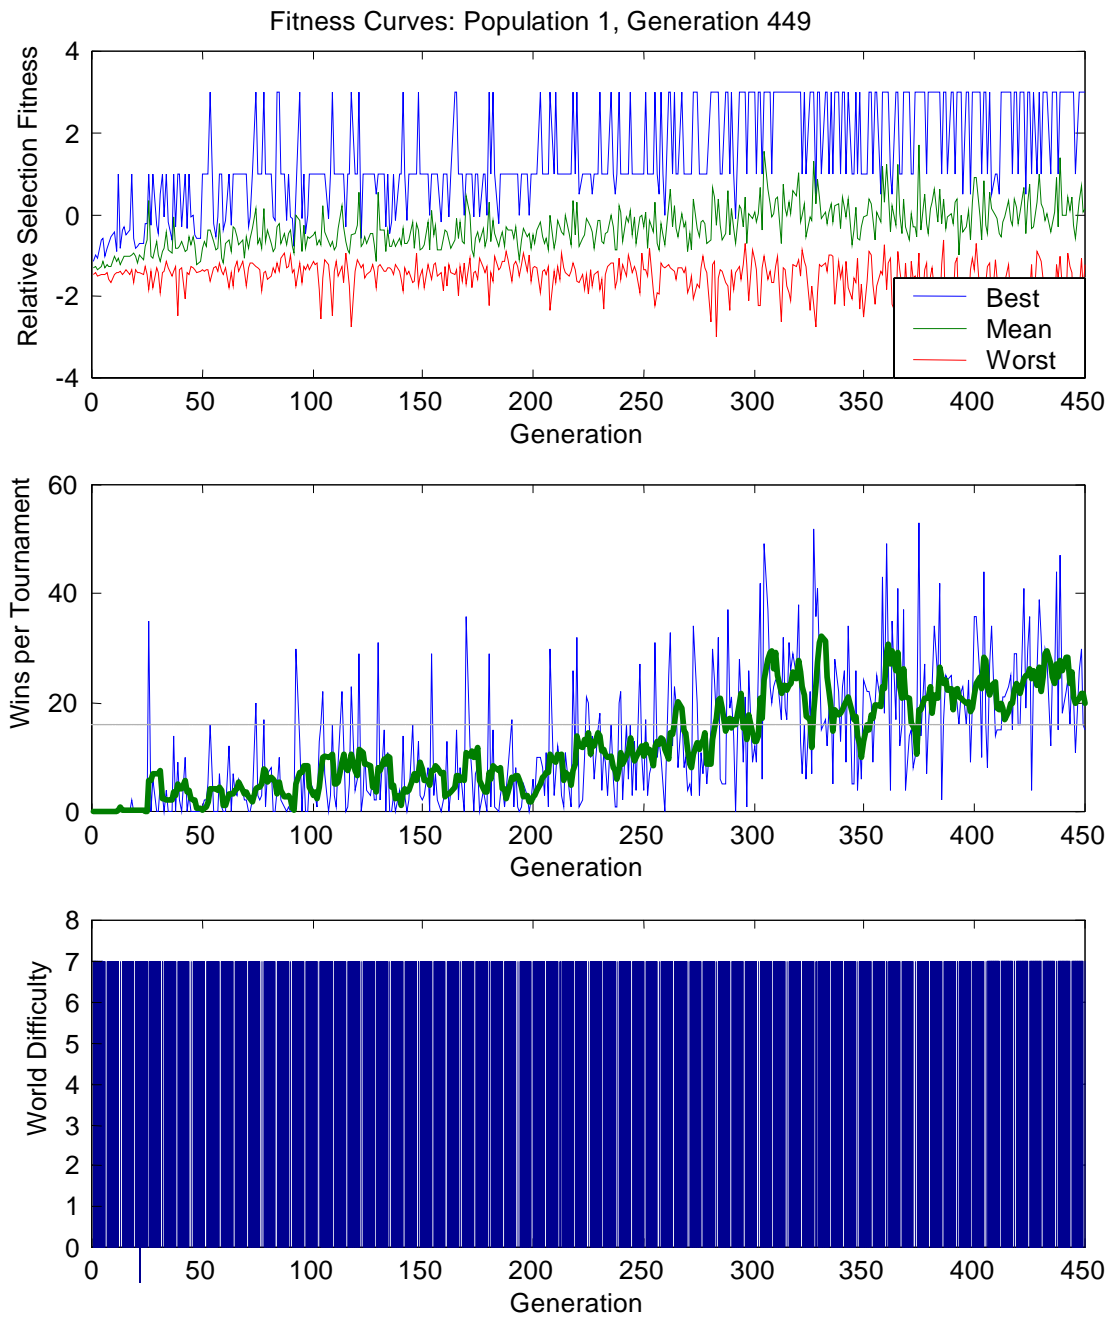 Fitness Curves: Population 1, Generation 449
Relative Selection Fitness
4
2
0
-2
-4
Best
Mean
Worst
0 50 100 150 200 250 300 350 400 450
Generation
Wins per Tournament
60
40
20
0
0 50 100 150 200 250 300 350 400 450
Generation
World Difficulty
8
7
6
5
4
3
2
1
0
0 50 100 150 200 250 300 350 400 450
Generation